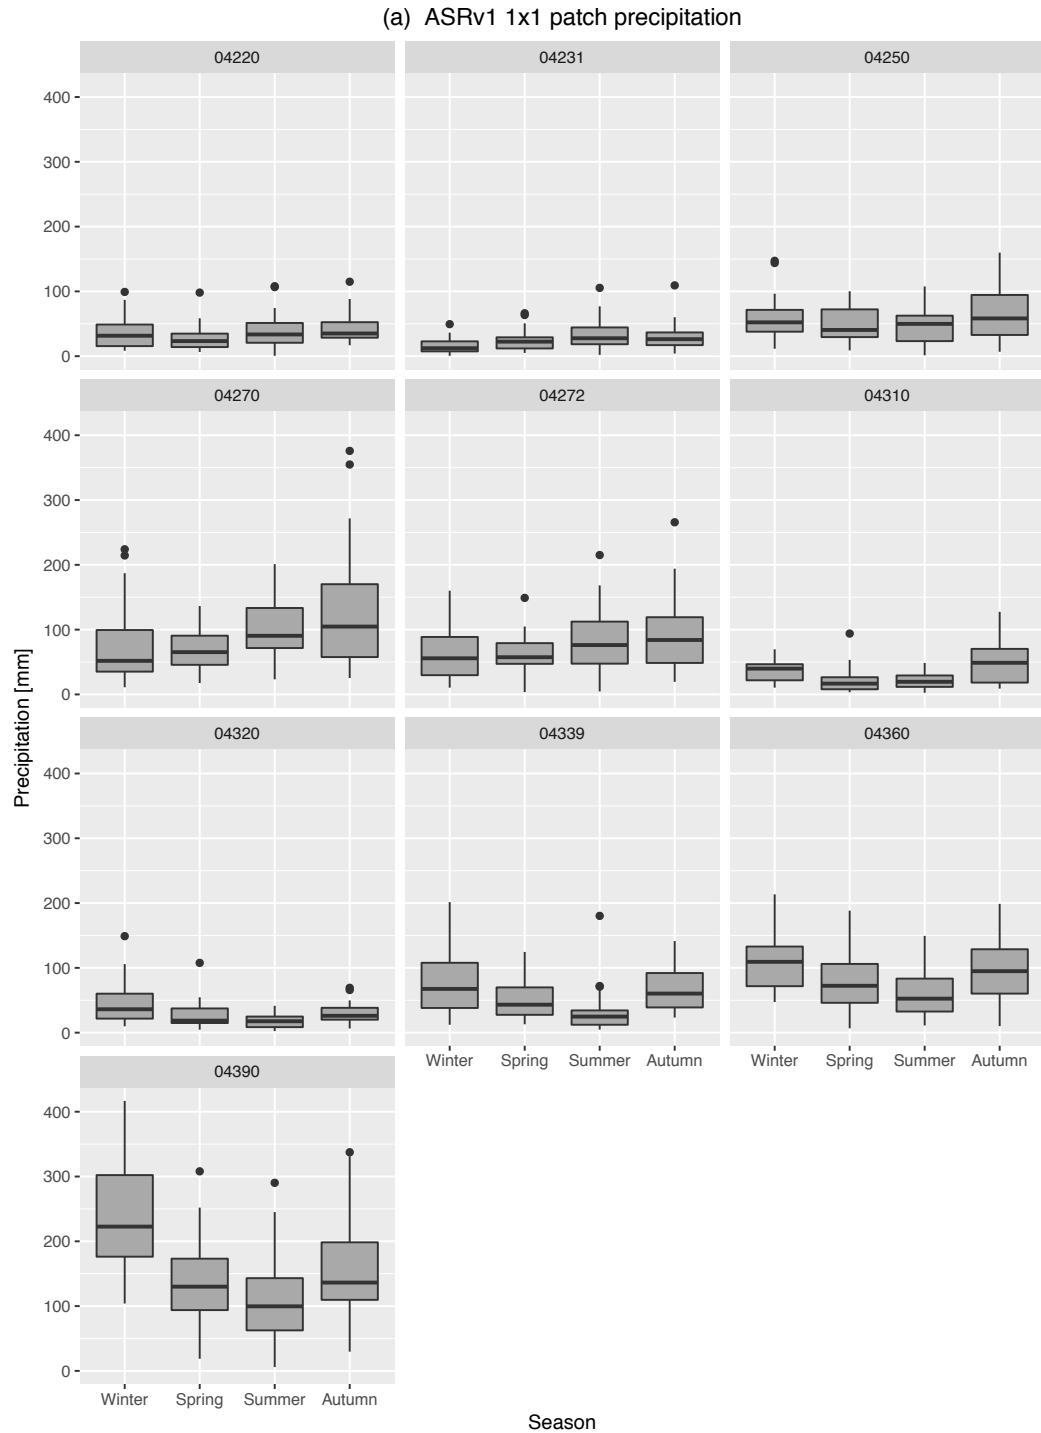 (a) ASRv1 1x1 patch precipitation
04220 04231 04250
400
300
200
100
0
04270 04272 04310
400
300
200
100
0
Precipitation [mm]
04320 04339 04360
400
300
200
100
0
Winter Spring Summer Autumn Winter Spring Summer Autumn
04390
400
300
200
100
0
Winter Spring Summer Autumn
Season